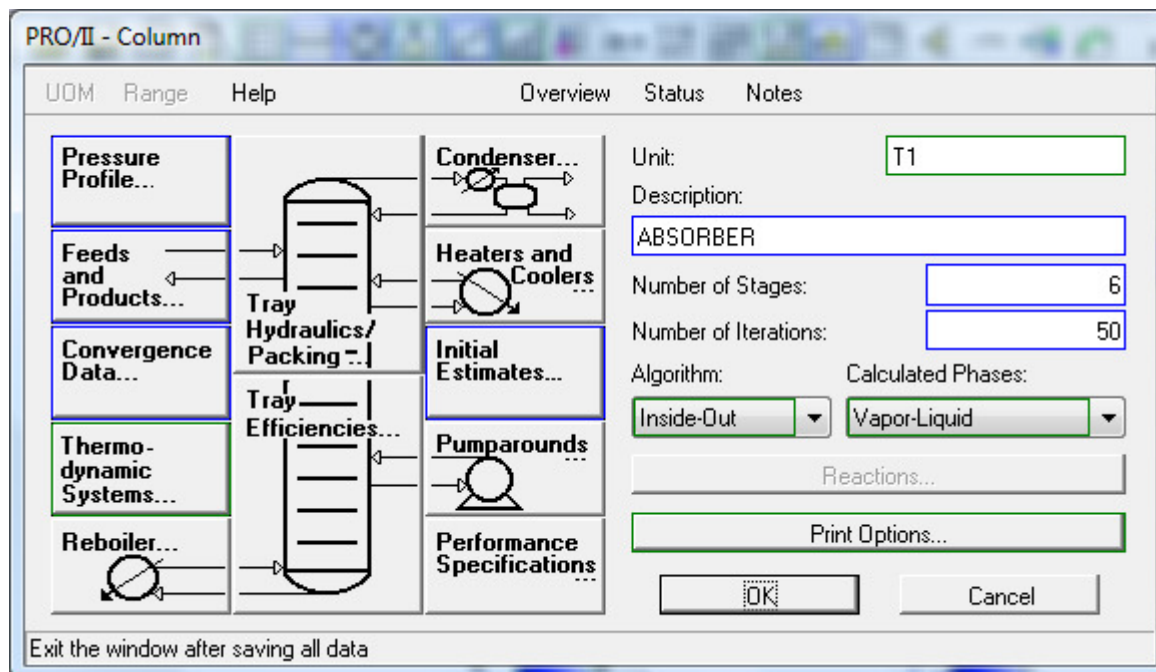 PRO/II - Column
UOM Range Help Overview Status Notes
Pressure
Profile...
Feeds
and
Products...
Convergence
Data...
Thermo-
dynamic
Systems...
Reboiler...
Tray
Hydraulics/
Packing ...
Tray
Efficiencies...
Condenser...
Heaters and
Coolers
...
Initial
Estimates...
Pumparounds
...
Performance
Specifications
...
Unit: T1
Description:
ABSORBER
Number of Stages: 6
Number of Iterations: 50
Algorithm: Calculated Phases:
Inside-Out Vapor-Liquid
Reactions...
Print Options...
OK Cancel
Exit the window after saving all data